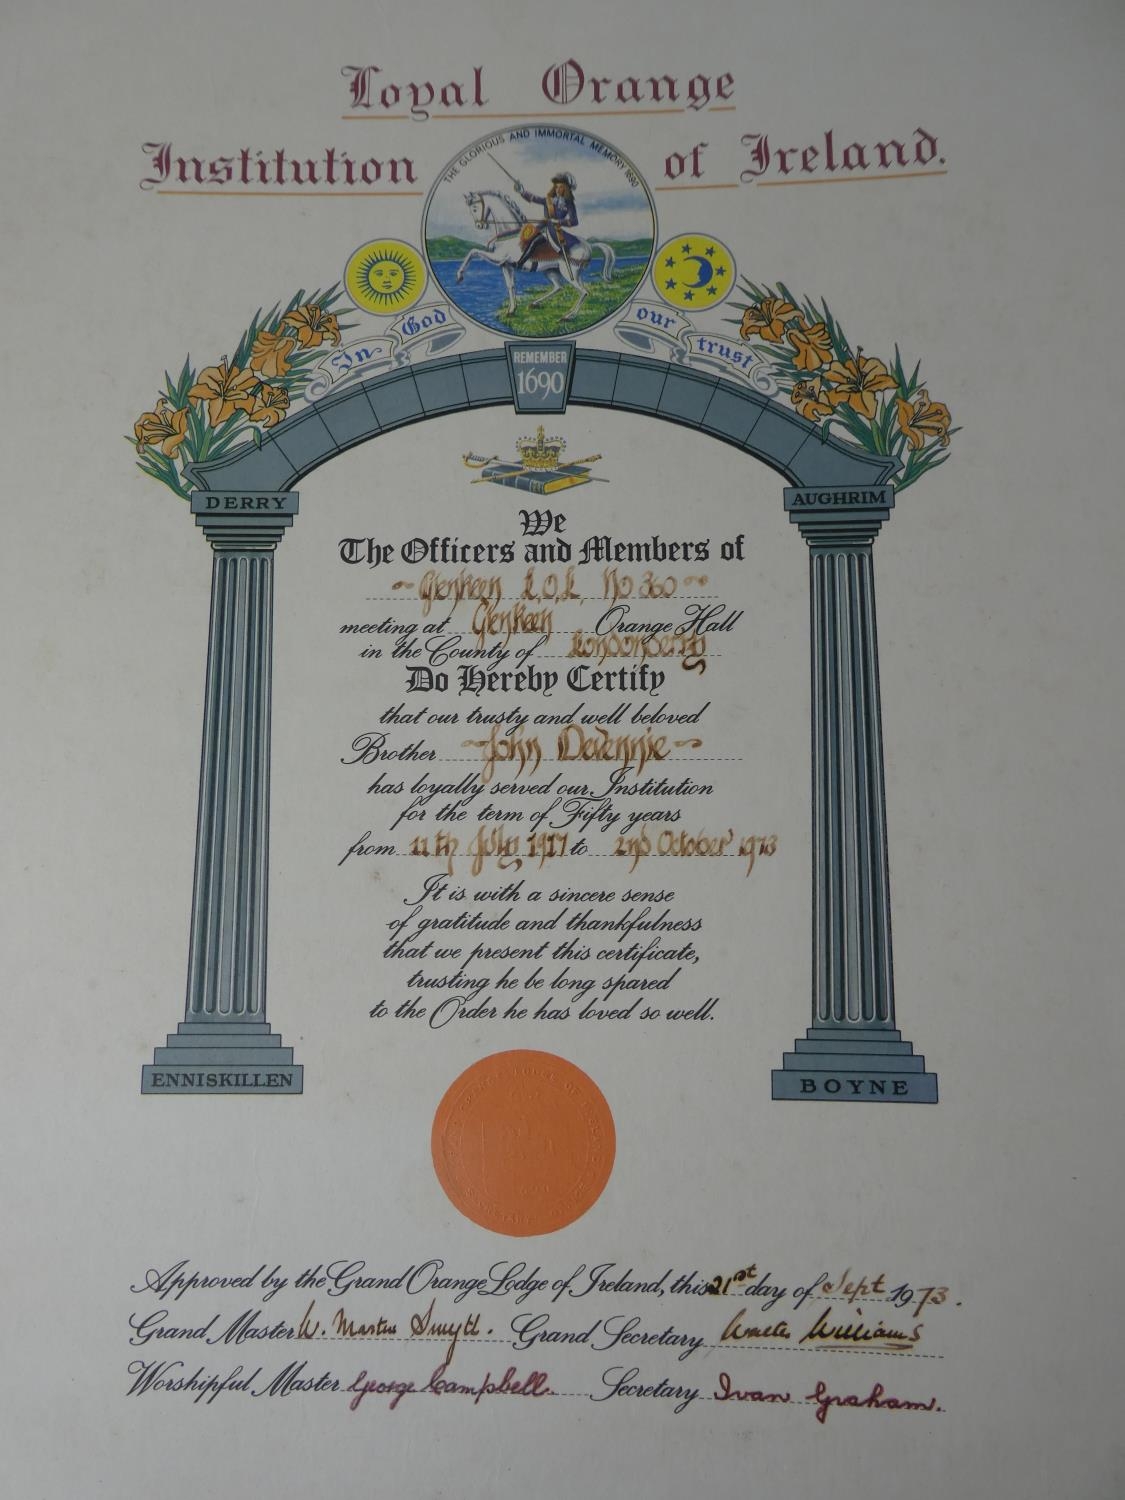 Loyal Orange
Institution of Ireland.
THE GLORIOUS AND IMMORTAL MEMORY 1690
In God our trust
REMEMBER
1690
DERRY
AUGHRIM
We
The Officers and Members of
Glenkeen L.O.L. No 360
meeting at Glenkeen Orange Hall
in the County of Londonderry
Do Hereby Certify
that our trusty and well beloved
Brother John Devennie
has loyally served our Institution
for the term of Fifty years
from 11th July, 1917 to 2nd October 1973
It is with a sincere sense
of gratitude and thankfulness
that we present this certificate,
trusting he be long spared
to the Order he has loved so well.
ENNISKILLEN
BOYNE
Approved by the Grand Orange Lodge of Ireland, this 21st day of Sept 1973.
Grand Master W. Martin Smyth. Grand Secretary Walter Williams
Worshipful Master George Campbell. Secretary Ivan Graham.